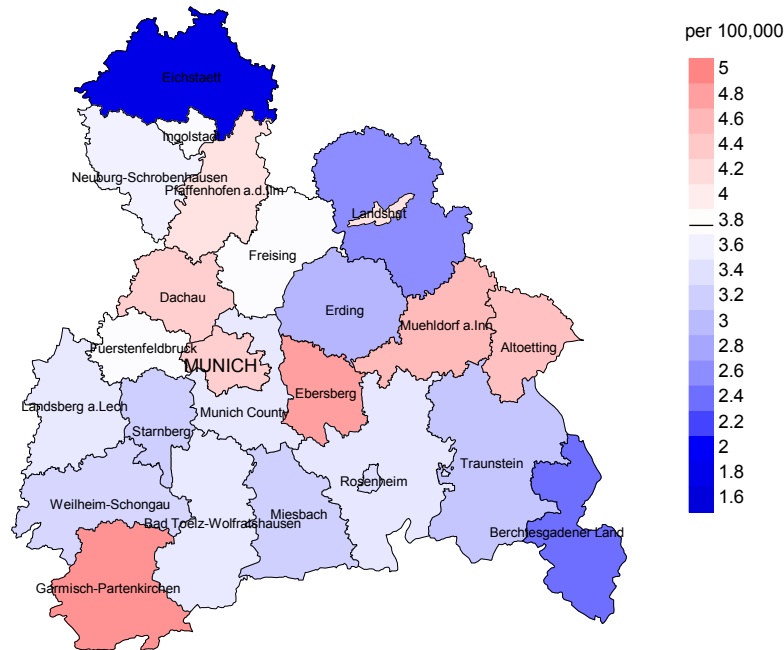 per 100,000
5
4.8
4.6
4.4
4.2
4
3.8
3.6
3.4
3.2
3
2.8
2.6
2.4
2.2
2
1.8
1.6
Eichstaett
Ingolstadt
Neuburg-Schrobenhausen
Pfaffenhofen a.d.Ilm
Landshut
Freising
Dachau
Erding
Muehldorf a.Inn
Altoetting
Fuerstenfeldbruck
MUNICH
Ebersberg
Landsberg a.Lech
Munich County
Starnberg
Traunstein
Rosenheim
Weilheim-Schongau
Miesbach
Bad Toelz-Wolfratshausen
Berchtesgadener Land
Garmisch-Partenkirchen